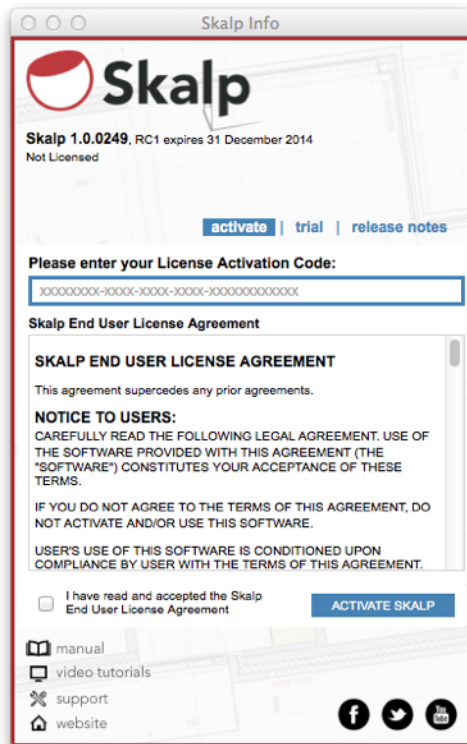 Skalp Info
Skalp
Skalp 1.0.0249, RC1 expires 31 December 2014
Not Licensed
activate | trial | release notes
Please enter your License Activation Code:
xxxxxxxx-xxxx-xxxx-xxxx-xxxxxxxxxxxx
Skalp End User License Agreement
SKALP END USER LICENSE AGREEMENT
This agreement supercedes any prior agreements.
NOTICE TO USERS:
CAREFULLY READ THE FOLLOWING LEGAL AGREEMENT. USE OF
THE SOFTWARE PROVIDED WITH THIS AGREEMENT (THE
"SOFTWARE") CONSTITUTES YOUR ACCEPTANCE OF THESE
TERMS.
IF YOU DO NOT AGREE TO THE TERMS OF THIS AGREEMENT, DO
NOT ACTIVATE AND/OR USE THIS SOFTWARE.
USER'S USE OF THIS SOFTWARE IS CONDITIONED UPON
COMPLIANCE BY USER WITH THE TERMS OF THIS AGREEMENT.
I have read and accepted the Skalp
End User License Agreement
ACTIVATE SKALP
manual
video tutorials
support
website
You
Tube